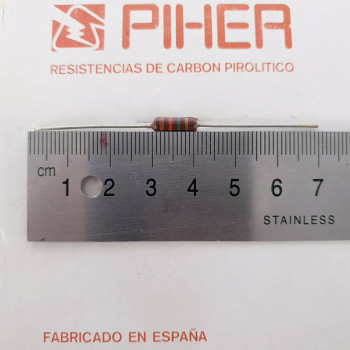 PIHER
RESISTENCIAS DE CARBON PIROLITICO
cm 1 2 3 4 5 6 7
STAINLESS
FABRICADO EN ESPAÑA